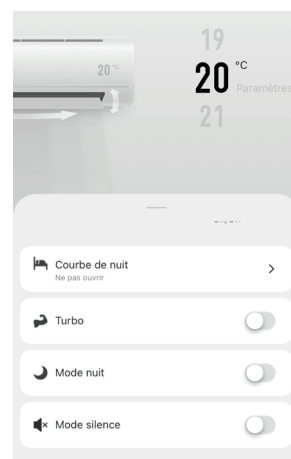 19
20 °C
20 °C
Paramètres
21
Courbe de nuit
Ne pas ouvrir
Turbo
Mode nuit
Mode silence